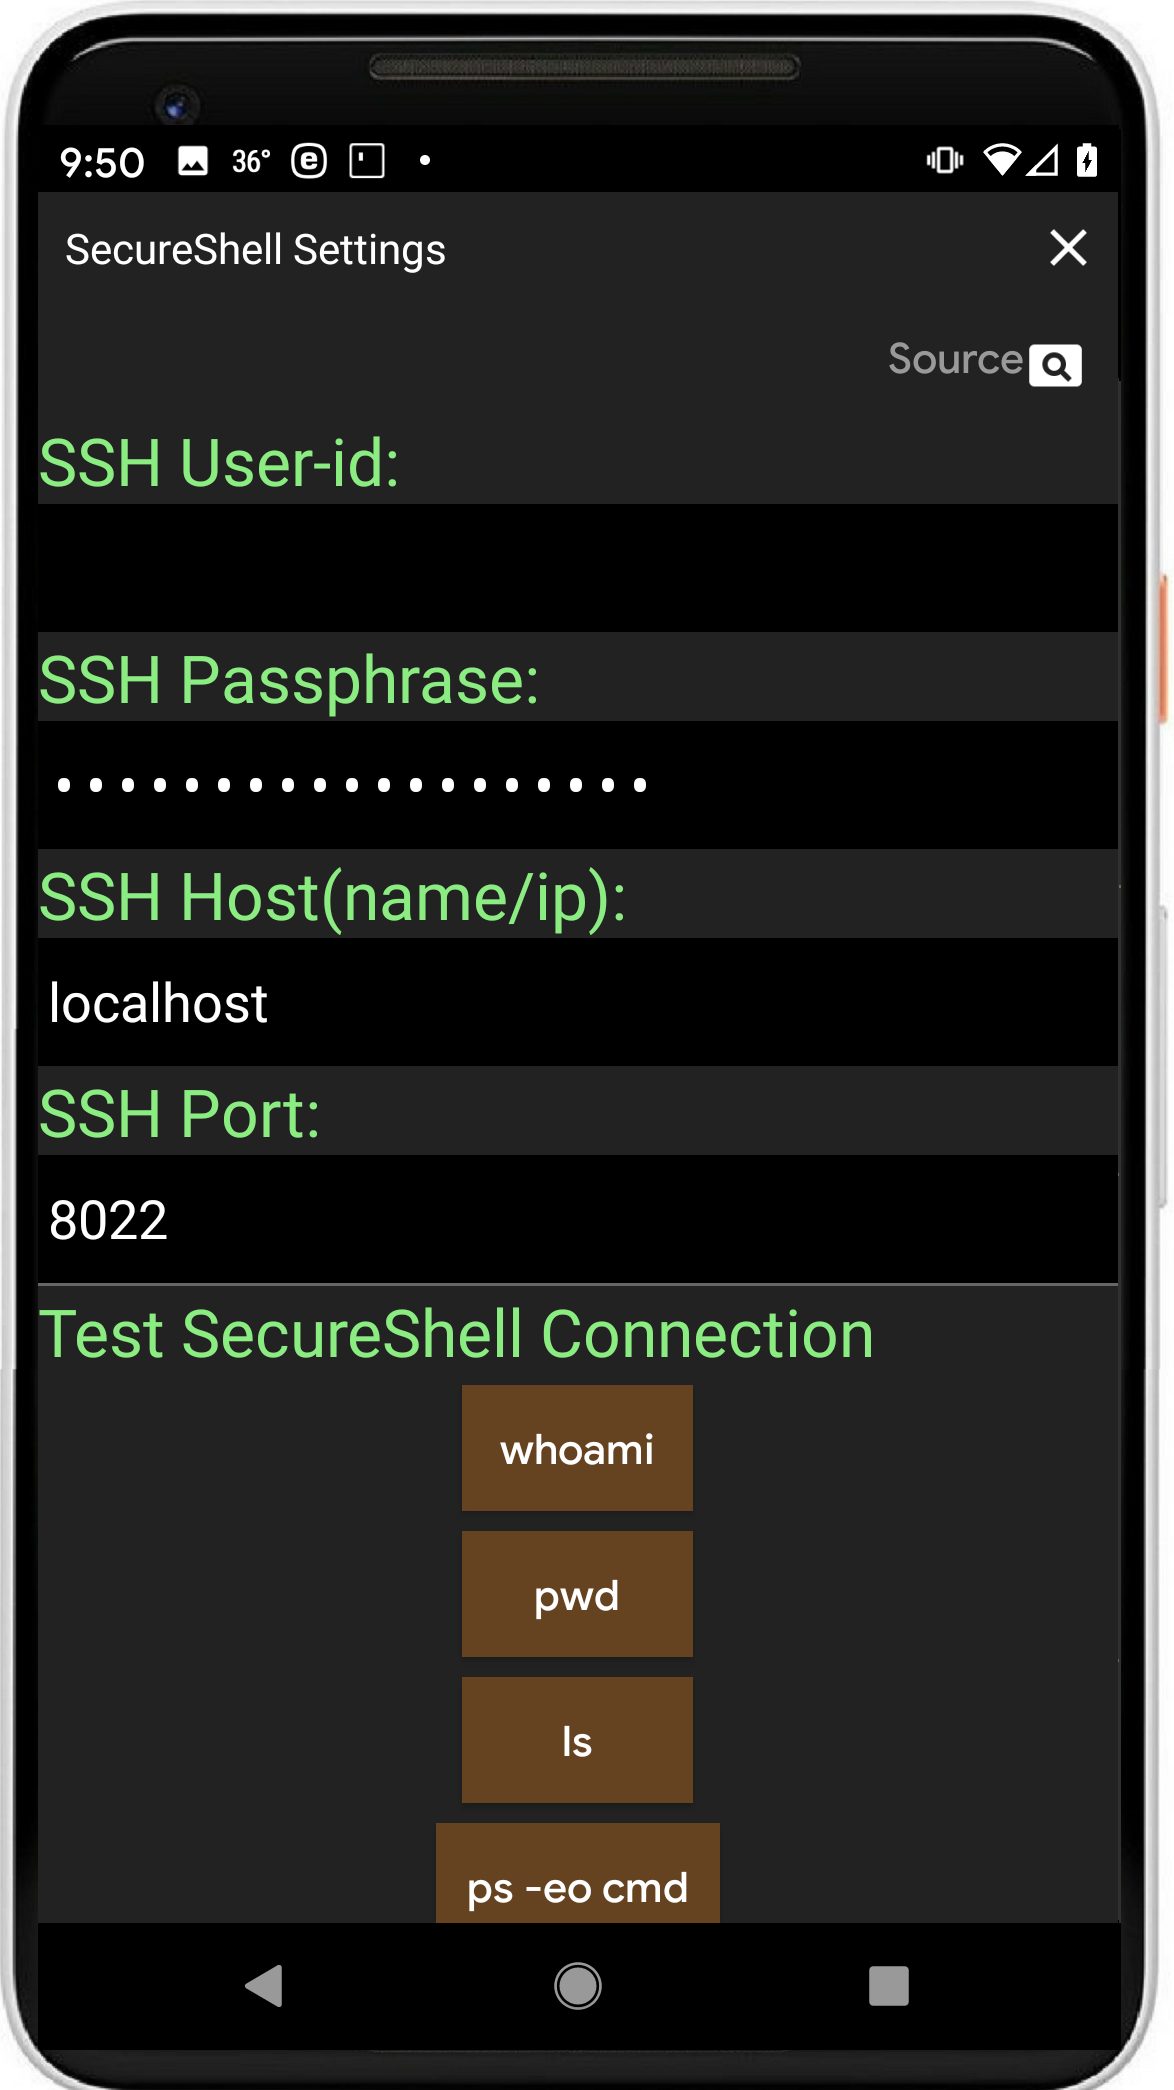 9:50 36°
SecureShell Settings
Source
SSH User-id:
SSH Passphrase:
•••••••••••••••••••
SSH Host(name/ip):
localhost
SSH Port:
8022
Test SecureShell Connection
whoami
pwd
ls
ps -eo cmd